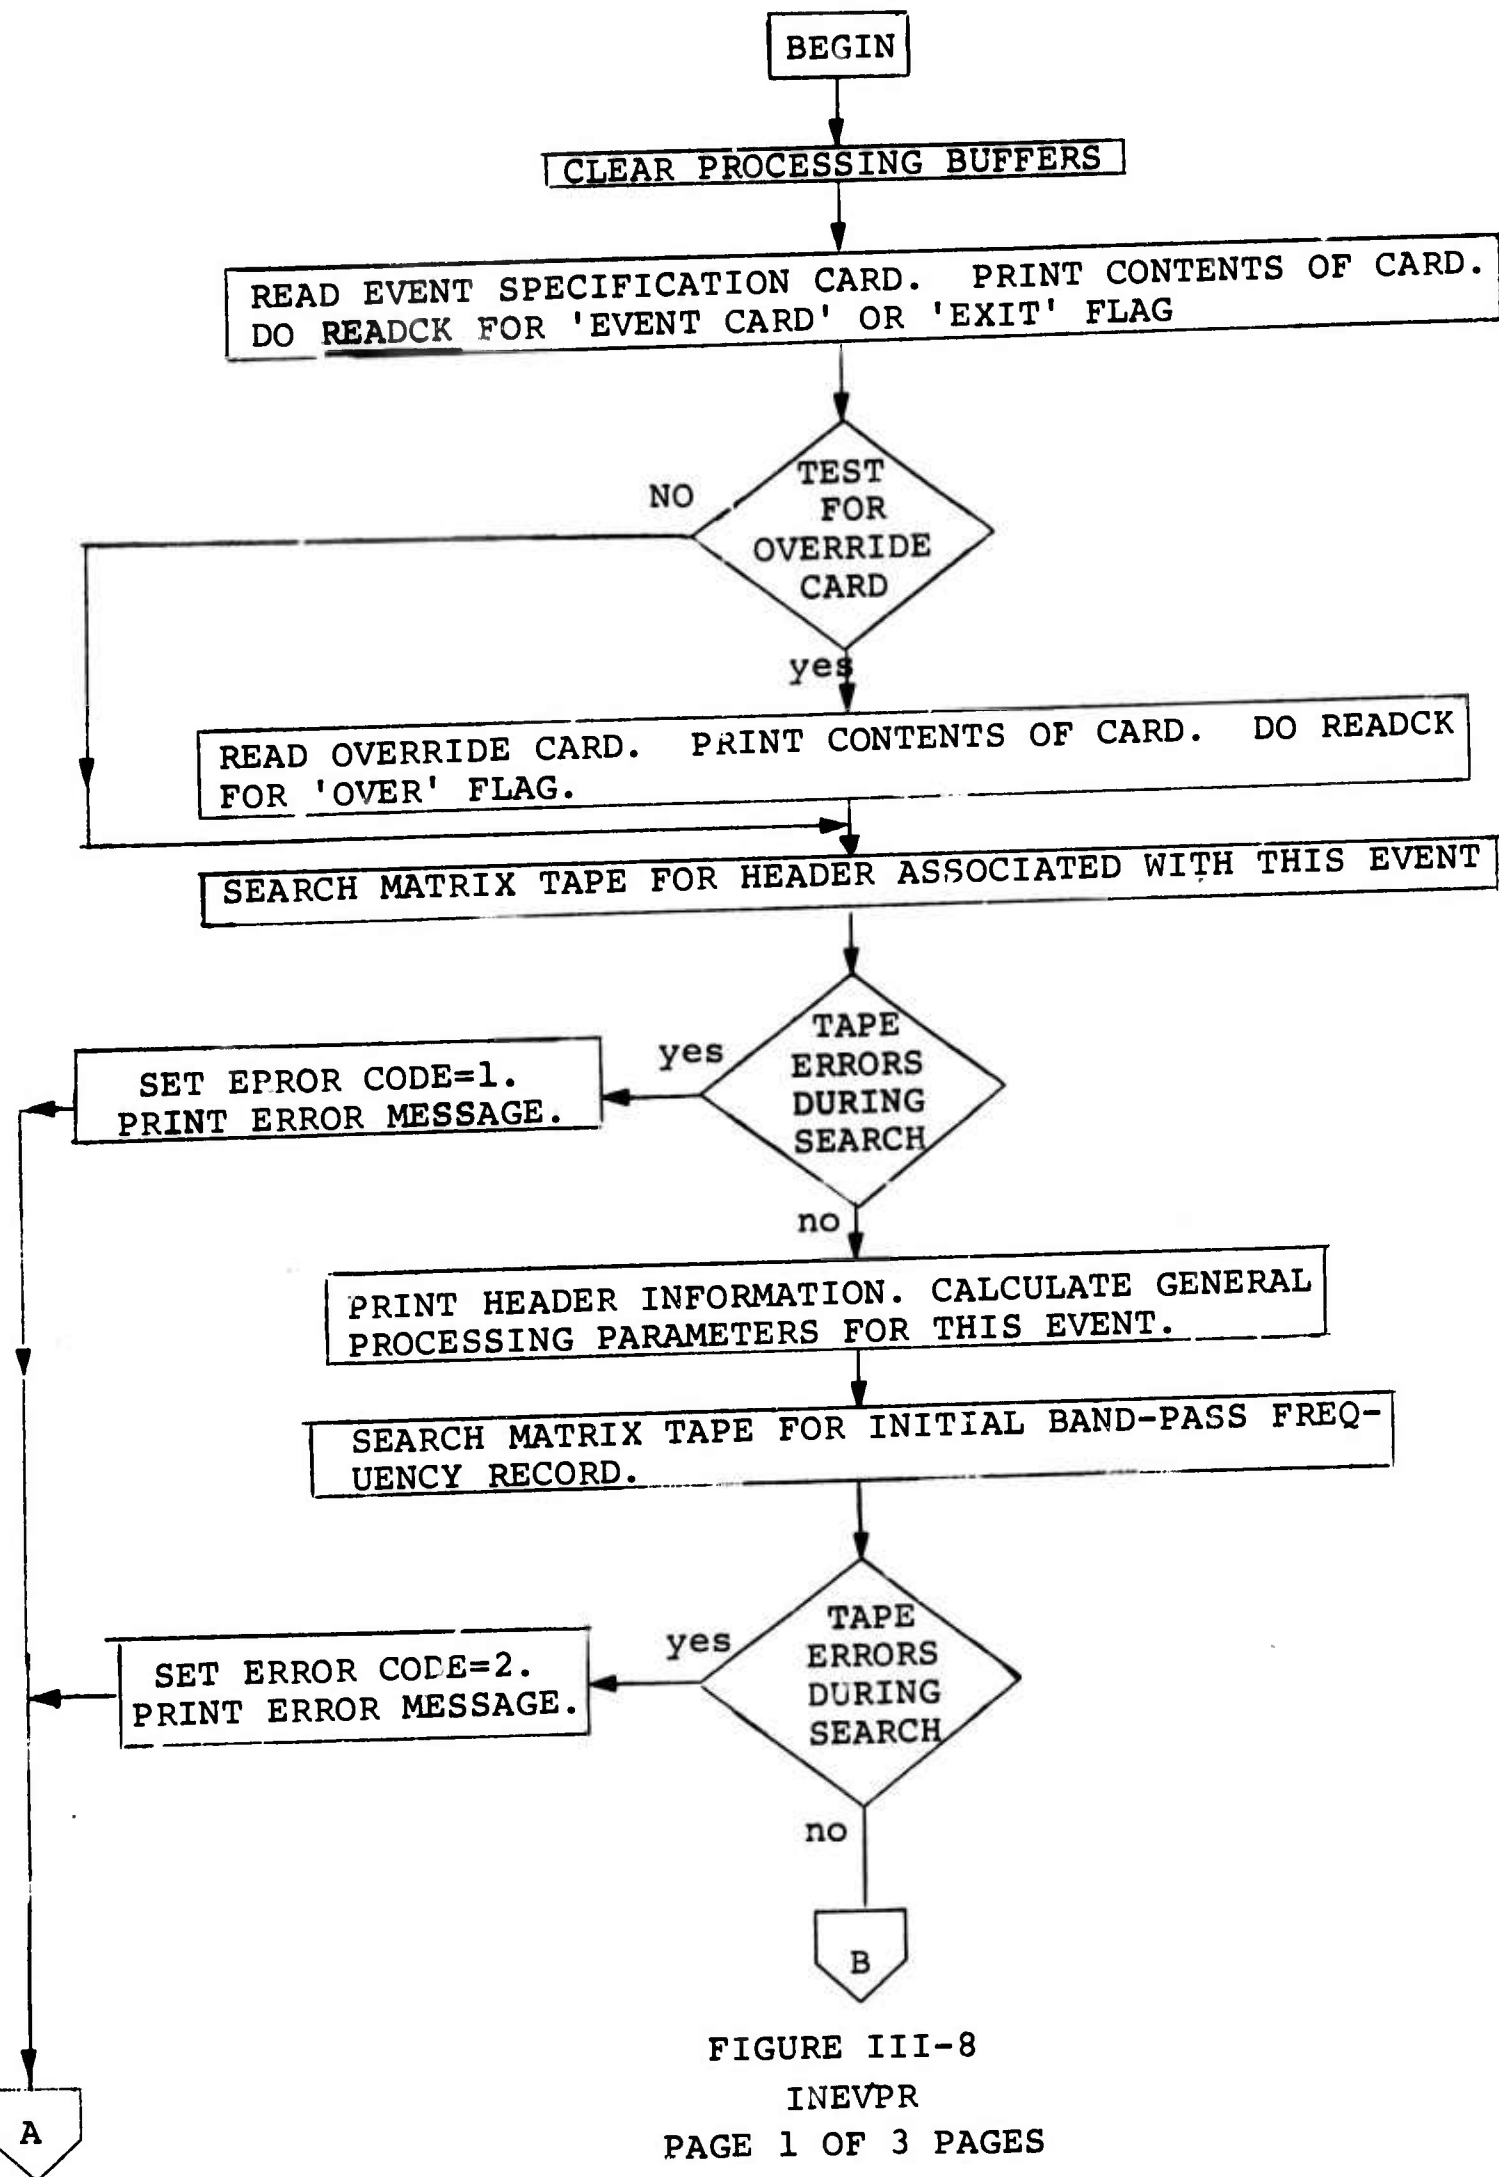 BEGIN
CLEAR PROCESSING BUFFERS
READ EVENT SPECIFICATION CARD. PRINT CONTENTS OF CARD.
DO READCK FOR 'EVENT CARD' OR 'EXIT' FLAG
TEST
FOR
OVERRIDE
CARD
NO
yes
READ OVERRIDE CARD. PRINT CONTENTS OF CARD. DO READCK
FOR 'OVER' FLAG.
SEARCH MATRIX TAPE FOR HEADER ASSOCIATED WITH THIS EVENT
TAPE
ERRORS
DURING
SEARCH
yes
SET EPROR CODE=1.
PRINT ERROR MESSAGE.
no
PRINT HEADER INFORMATION. CALCULATE GENERAL
PROCESSING PARAMETERS FOR THIS EVENT.
SEARCH MATRIX TAPE FOR INITIAL BAND-PASS FREQ-
UENCY RECORD.
TAPE
ERRORS
DURING
SEARCH
yes
SET ERROR CODE=2.
PRINT ERROR MESSAGE.
no
B
A
FIGURE III-8
INEVPR
PAGE 1 OF 3 PAGES